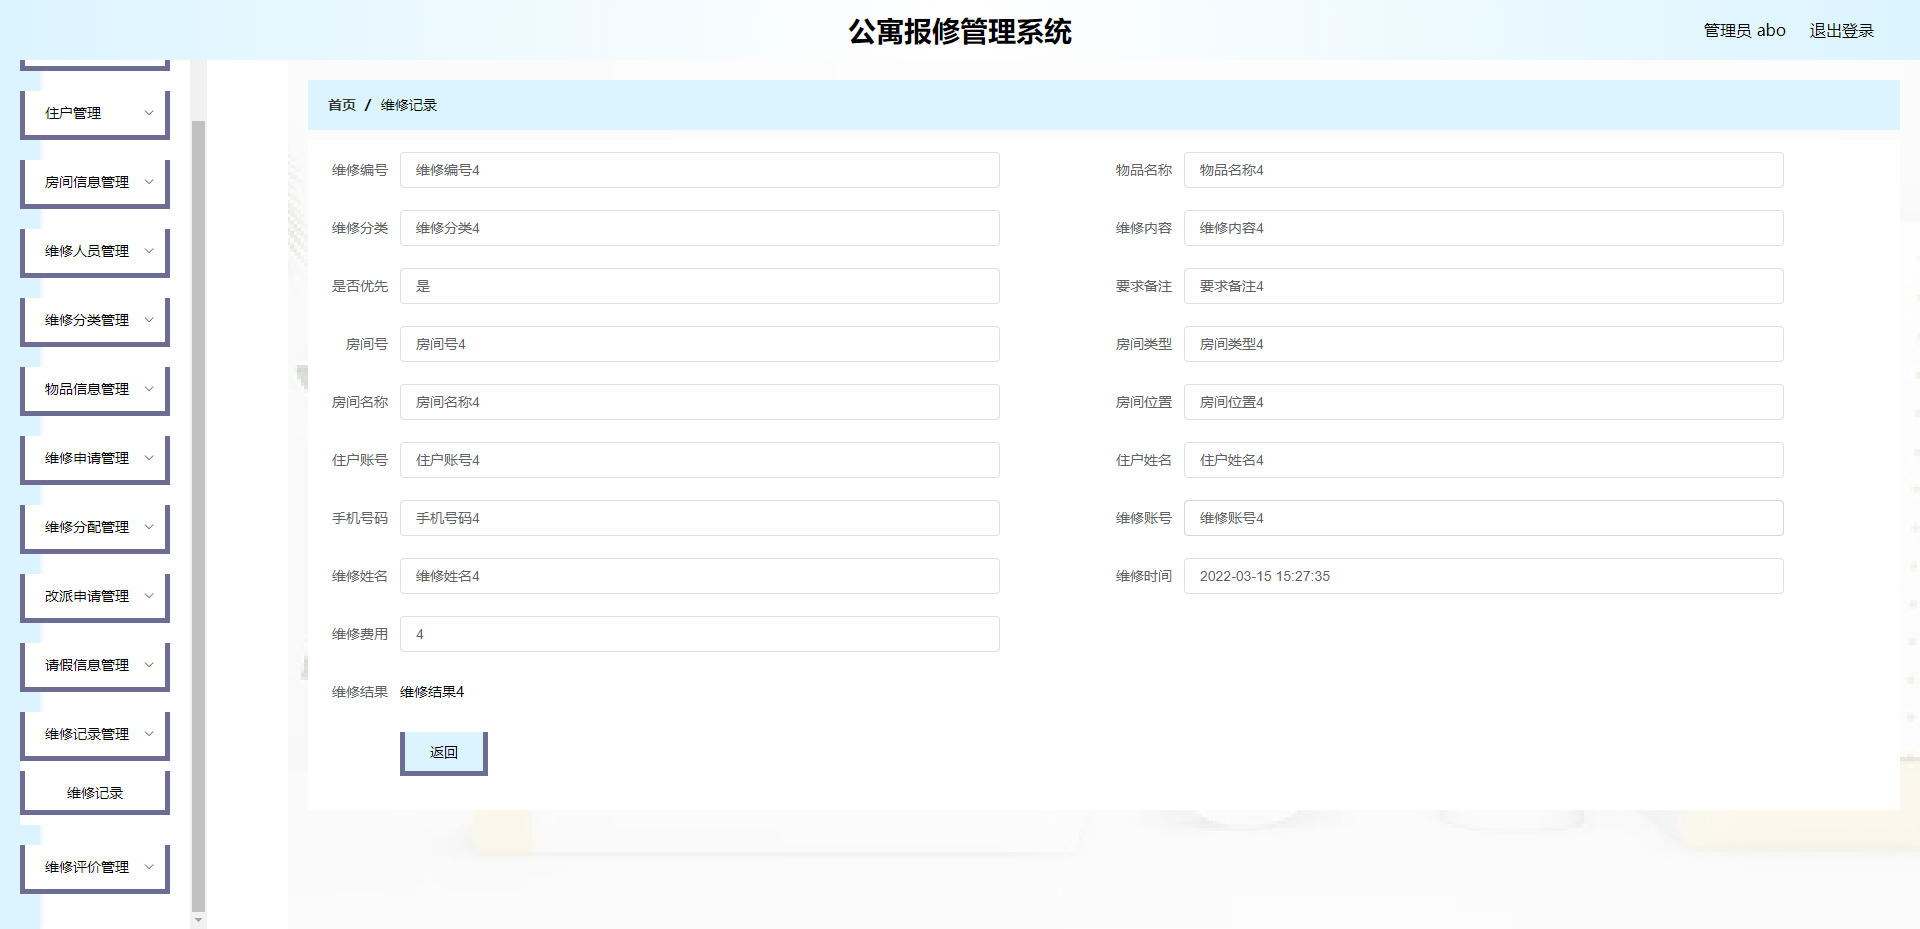 公寓报修管理系统
管理员 abo 退出登录
住户管理
房间信息管理
维修人员管理
维修分类管理
物品信息管理
维修申请管理
维修分配管理
改派申请管理
请假信息管理
维修记录管理
维修记录
维修评价管理
首页 / 维修记录
维修编号 维修编号4 物品名称 物品名称4
维修分类 维修分类4 维修内容 维修内容4
是否优先 是 要求备注 要求备注4
房间号 房间号4 房间类型 房间类型4
房间名称 房间名称4 房间位置 房间位置4
住户账号 住户账号4 住户姓名 住户姓名4
手机号码 手机号码4 维修账号 维修账号4
维修姓名 维修姓名4 维修时间 2022-03-15 15:27:35
维修费用 4
维修结果 维修结果4
返回